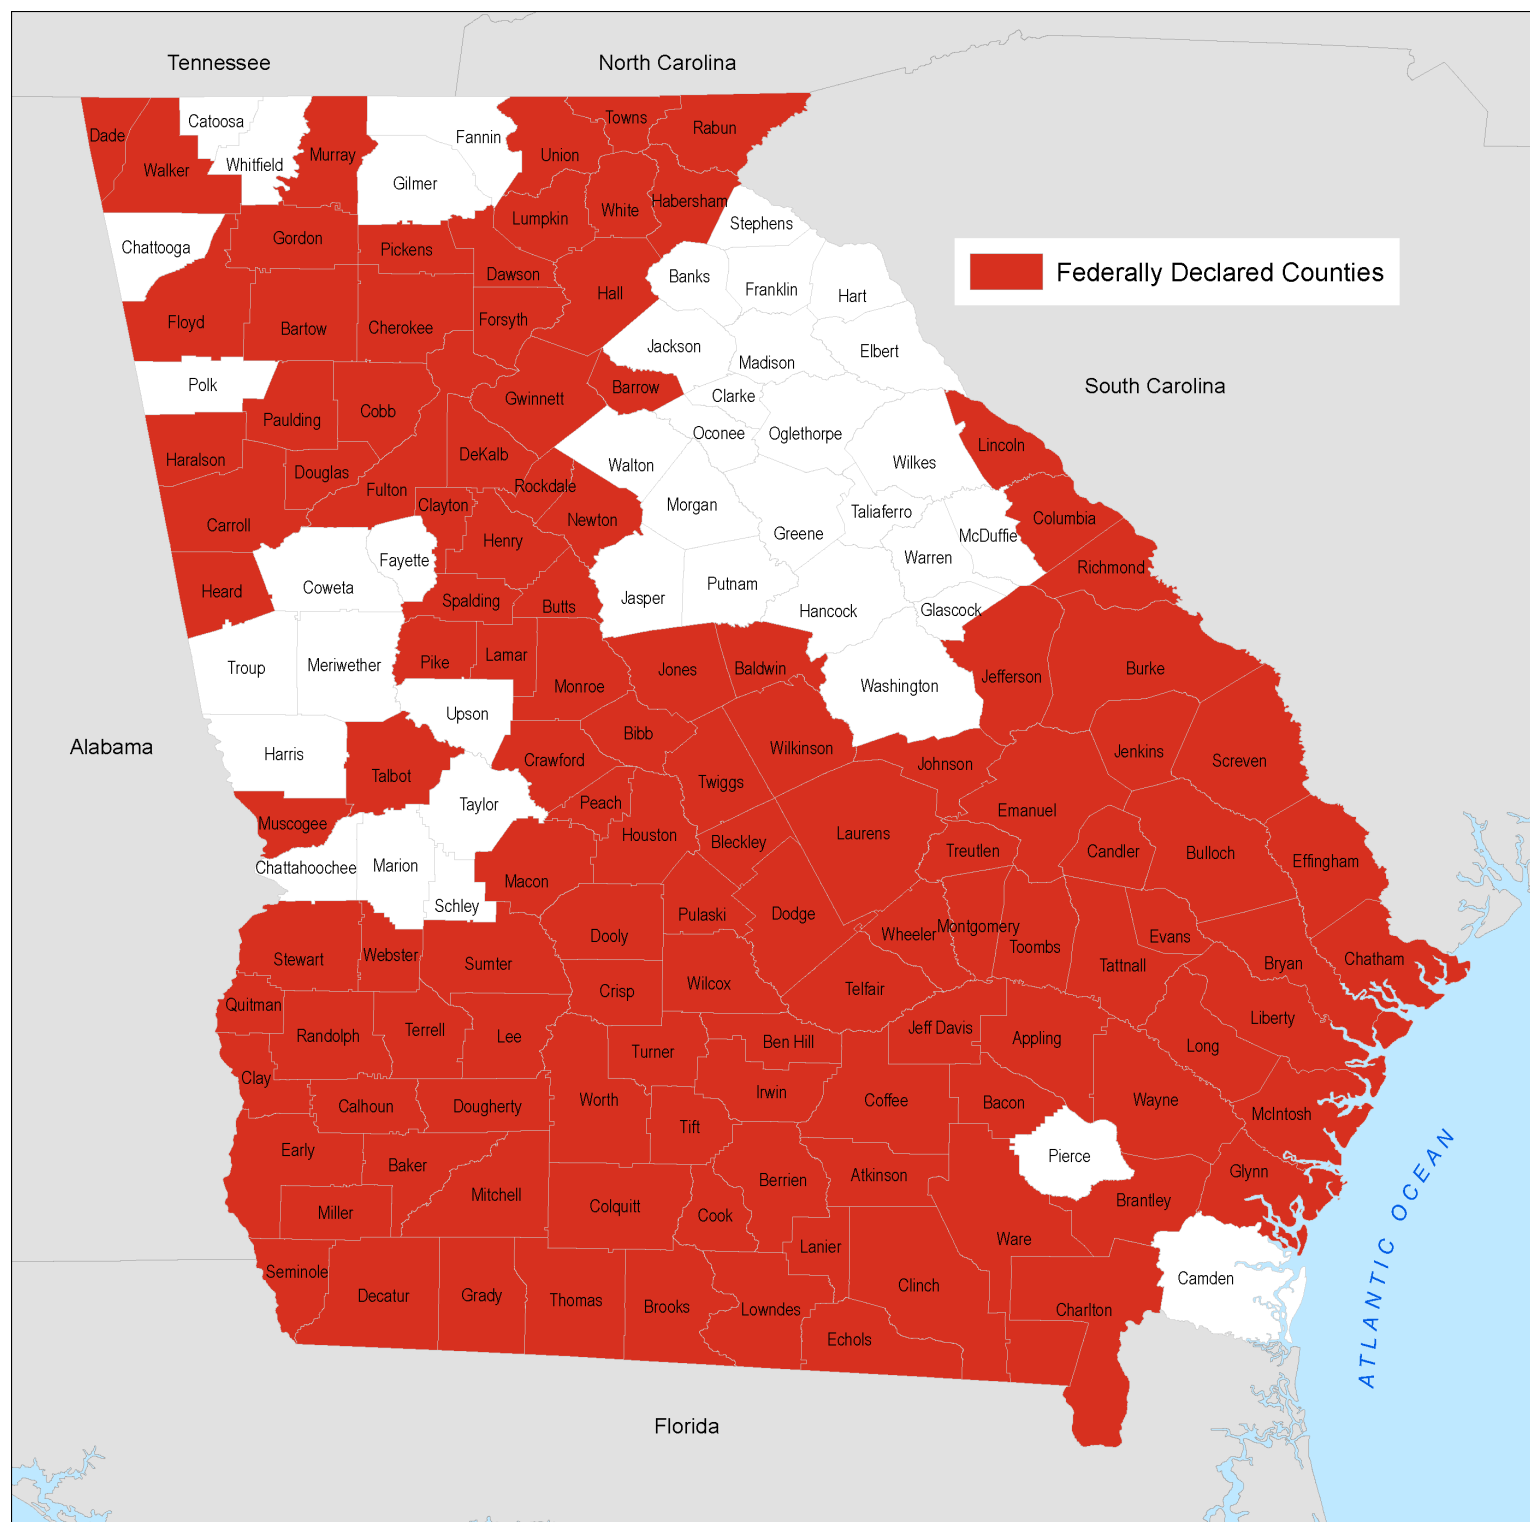 Tennessee
North Carolina
Towns
Catoosa
Rabun
Dade
Fannin
Union
Murray
Whitfield
Walker
Gilmer
Habersham
White
Lumpkin
Stephens
Gordon
Chattooga
Pickens
Federally Declared Counties
Dawson
Banks
Franklin
Hall
Hart
Forsyth
Floyd
Bartow
Cherokee
Jackson
Elbert
Madison
Polk
South Carolina
Barrow
Clarke
Gwinnett
Cobb
Paulding
Oconee
Oglethorpe
Lincoln
DeKalb
Haralson
Wilkes
Walton
Douglas
Rockdale
Fulton
Clayton
Morgan
Taliaferro
Columbia
Newton
Carroll
Greene
McDuffie
Henry
Warren
Fayette
Richmond
Putnam
Coweta
Heard
Jasper
Spalding
Butts
Hancock
Glascock
Lamar
Pike
Meriwether
Troup
Jones
Baldwin
Burke
Jefferson
Monroe
Washington
Upson
Bibb
Alabama
Wilkinson
Jenkins
Harris
Crawford
Screven
Johnson
Talbot
Twiggs
Peach
Taylor
Emanuel
Muscogee
Laurens
Houston
Bleckley
Treutlen
Candler
Bulloch
Effingham
Marion
Chattahoochee
Macon
Schley
Pulaski
Dodge
Montgomery
Wheeler
Dooly
Evans
Toombs
Webster
Stewart
Chatham
Sumter
Bryan
Tattnall
Wilcox
Telfair
Crisp
Quitman
Liberty
Jeff Davis
Terrell
Randolph
Lee
Appling
Ben Hill
Long
Turner
Clay
Irwin
Worth
Coffee
Wayne
Bacon
Calhoun
Dougherty
McIntosh
Tift
Early
Pierce
Baker
Glynn
Atkinson
Berrien
Mitchell
Brantley
Colquitt
Miller
Cook
ATLANTIC OCEAN
Ware
Lanier
Seminole
Camden
Clinch
Decatur
Grady
Thomas
Brooks
Lowndes
Charlton
Echols
Florida